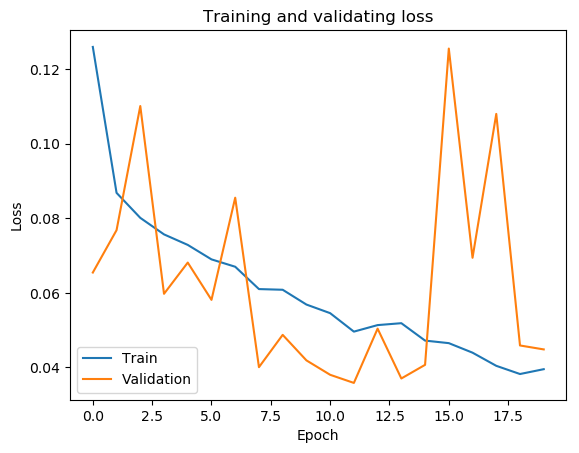 Training and validating loss
0.12
0.10
0.08
0.06
0.04
Loss
Train
Validation
0.0 2.5 5.0 7.5 10.0 12.5 15.0 17.5
Epoch